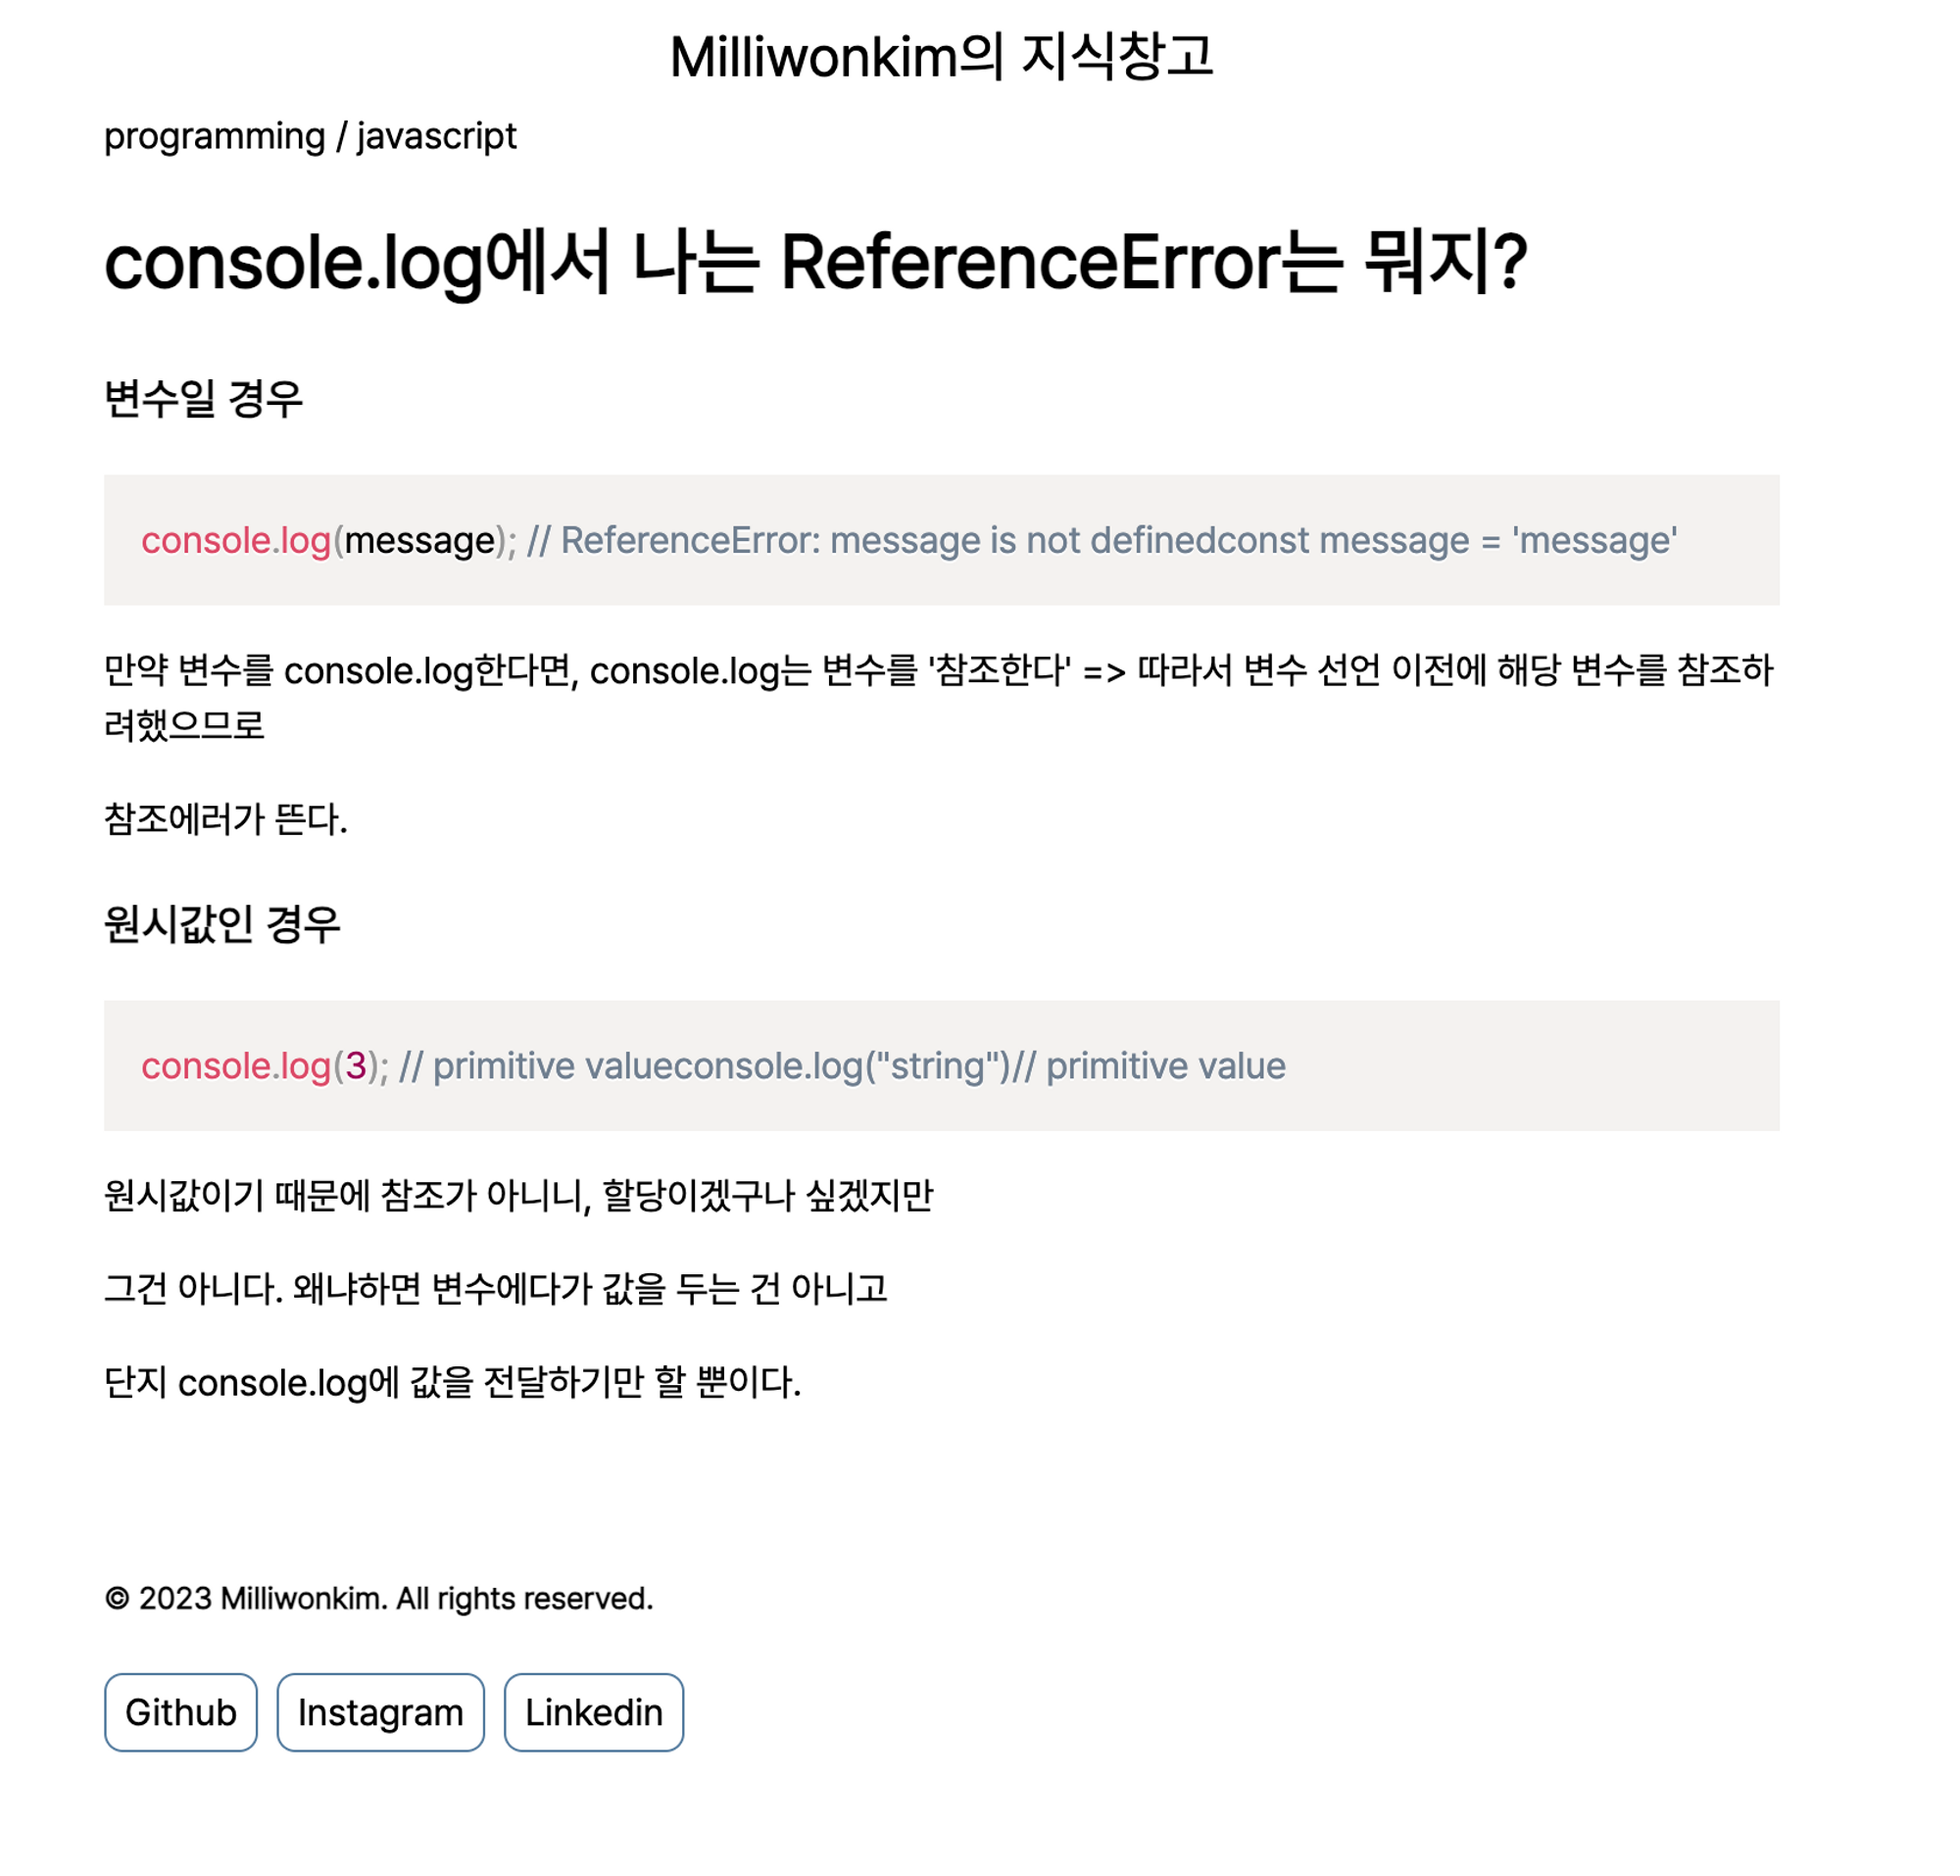 Milliwonkim의 지식창고
programming / javascript
console.log에서 나는 ReferenceError는 뭐지?
변수일 경우
console.log(message); // ReferenceError: message is not definedconst message = 'message'
만약 변수를 console.log한다면, console.log는 변수를 '참조한다' => 따라서 변수 선언 이전에 해당 변수를 참조하
려했으므로
참조에러가 뜬다.
원시값인 경우
console.log(3); // primitive valueconsole.log("string")// primitive value
원시값이기 때문에 참조가 아니니, 할당이겠구나 싶겠지만
그건 아니다. 왜냐하면 변수에다가 값을 두는 건 아니고
단지 console.log에 값을 전달하기만 할 뿐이다.
© 2023 Milliwonkim. All rights reserved.
Github Instagram Linkedin